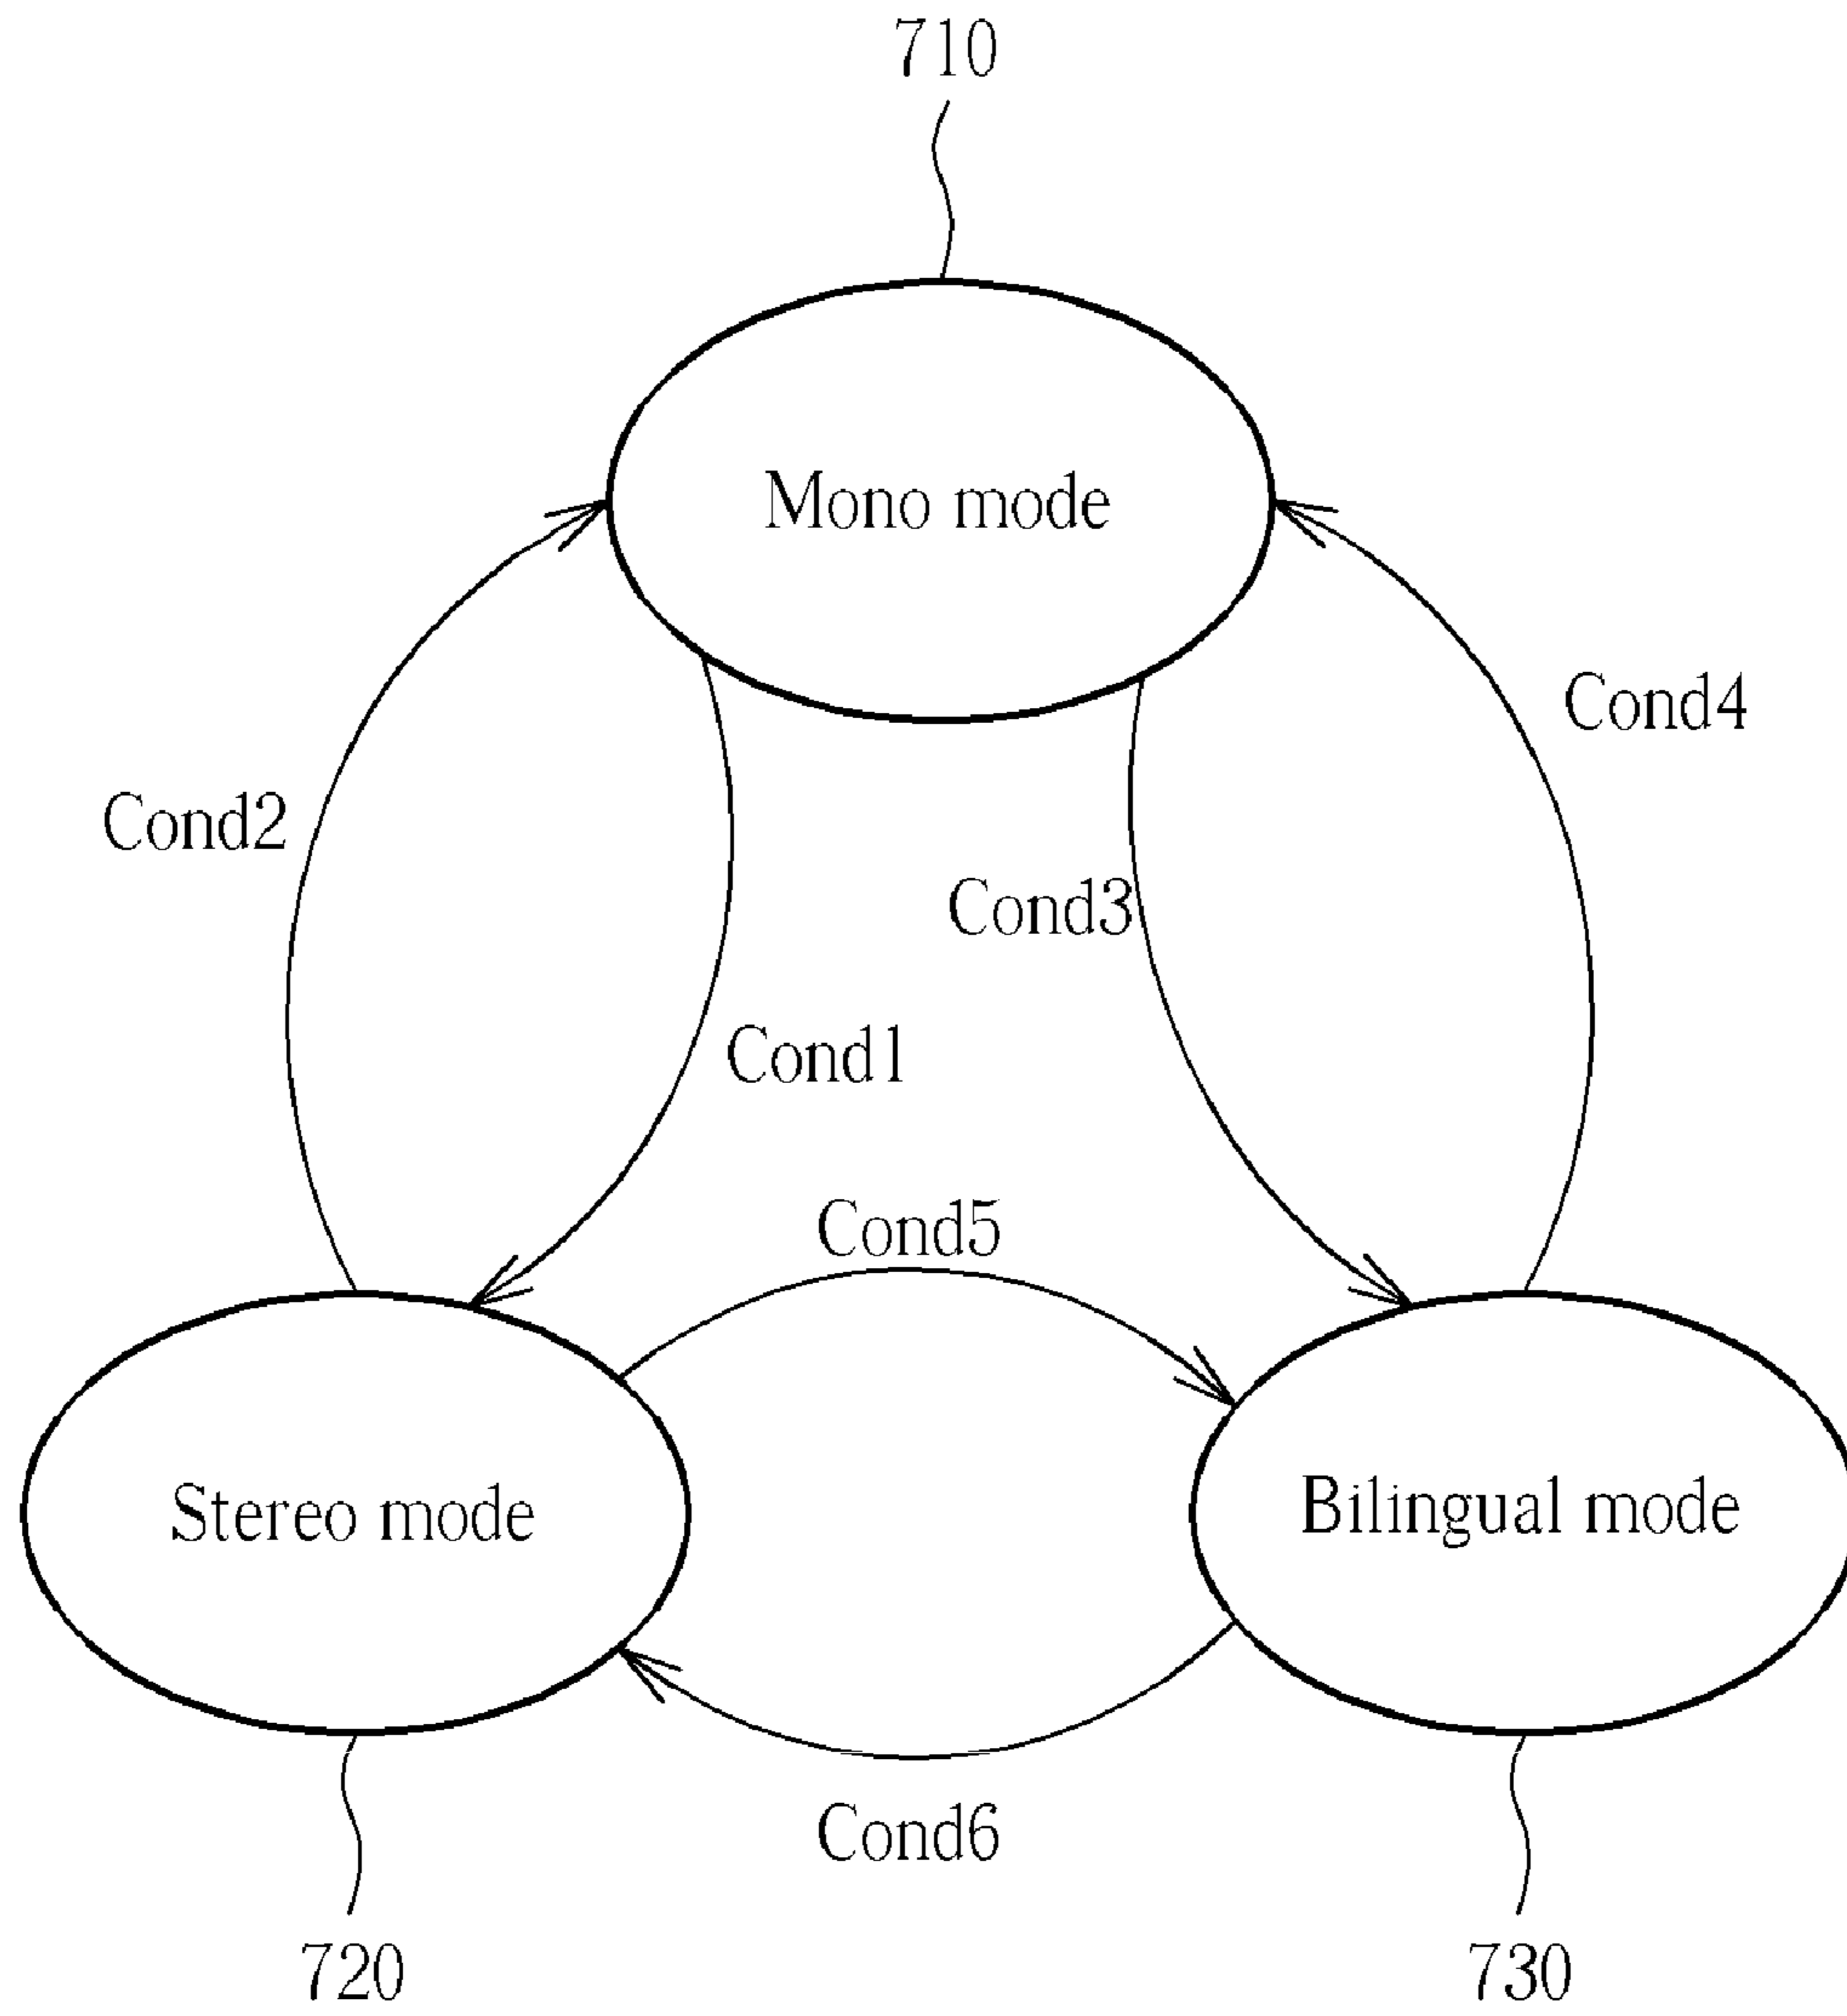 710
Mono mode
Cond4
Cond2
Cond3
Cond1
Cond5
Stereo mode
Bilingual mode
Cond6
720
730